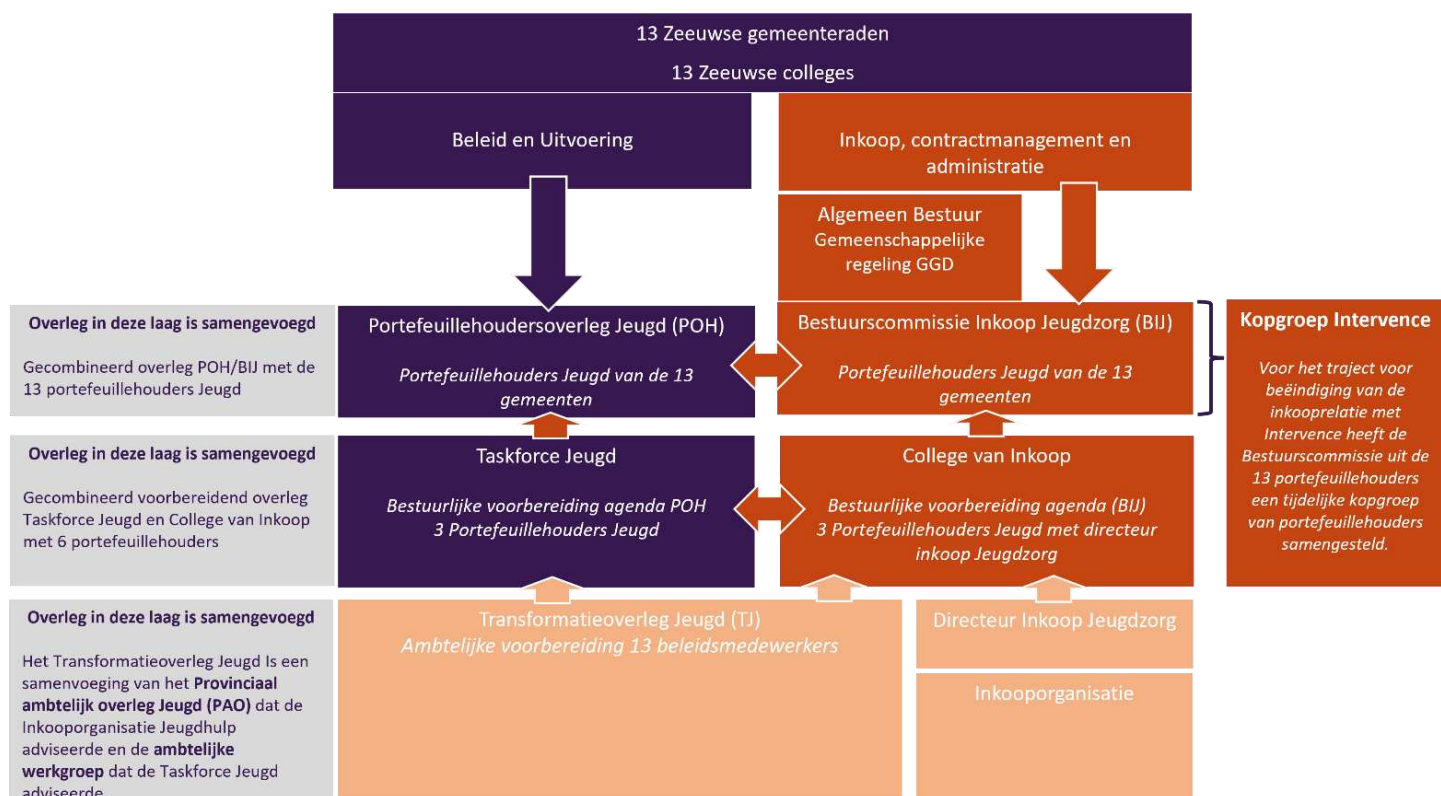 13 Zeeuwse gemeenteraden
13 Zeeuwse colleges
Beleid en Uitvoering
Inkoop, contractmanagement en
administratie
Algemeen Bestuur
Gemeenschappelijke
regeling GGD
Overleg in deze laag is samengevoegd
Gecombineerd overleg POH/BIJ met de
13 portefeuillehouders Jeugd
Portefeuillehoudersoverleg Jeugd (POH)
Portefeuillehouders Jeugd van de 13
gemeenten
Bestuurscommissie Inkoop Jeugdzorg (BIJ)
Portefeuillehouders Jeugd van de 13
gemeenten
Kopgroep Intervence
Voor het traject voor
beëindiging van de
inkooprelatie met
Intervence heeft de
Bestuurscommissie uit de
13 portefeuillehouders
een tijdelijke kopgroep
van portefeuillehouders
samengesteld.
Overleg in deze laag is samengevoegd
Gecombineerd voorbereidend overleg
Taskforce Jeugd en College van Inkoop
met 6 portefeuillehouders
Taskforce Jeugd
Bestuurlijke voorbereiding agenda POH
3 Portefeuillehouders Jeugd
College van Inkoop
Bestuurlijke voorbereiding agenda (BIJ)
3 Portefeuillehouders Jeugd met directeur
inkoop Jeugdzorg
Overleg in deze laag is samengevoegd
Het Transformatieoverleg Jeugd Is een
samenvoeging van het Provinciaal
ambtelijk overleg Jeugd (PAO) dat de
Inkooporganisatie Jeugdhulp
adviseerde en de ambtelijke
werkgroep dat de Taskforce Jeugd
adviseerde
Transformatieoverleg Jeugd (TJ)
Ambtelijke voorbereiding 13 beleidsmedewerkers
Directeur Inkoop Jeugdzorg
Inkooporganisatie